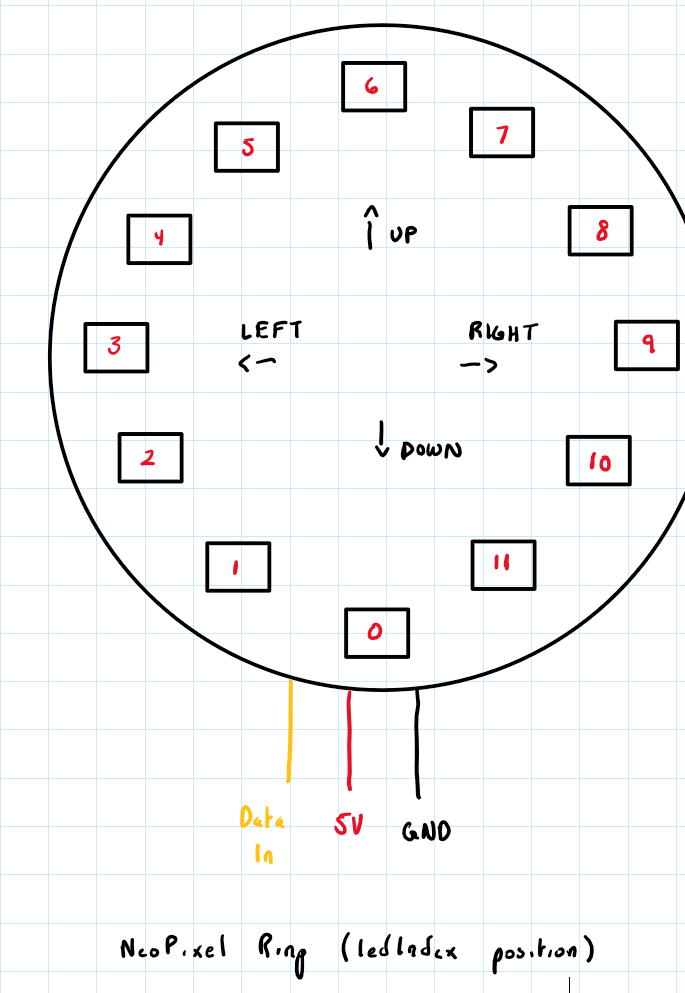 6
5
7
4
8
↑ UP
LEFT
RIGHT
3
9
←
→
↓ DOWN
2
10
1
11
0
Data
In
5V
GND
NeoPixel Ring (ledIndex position)